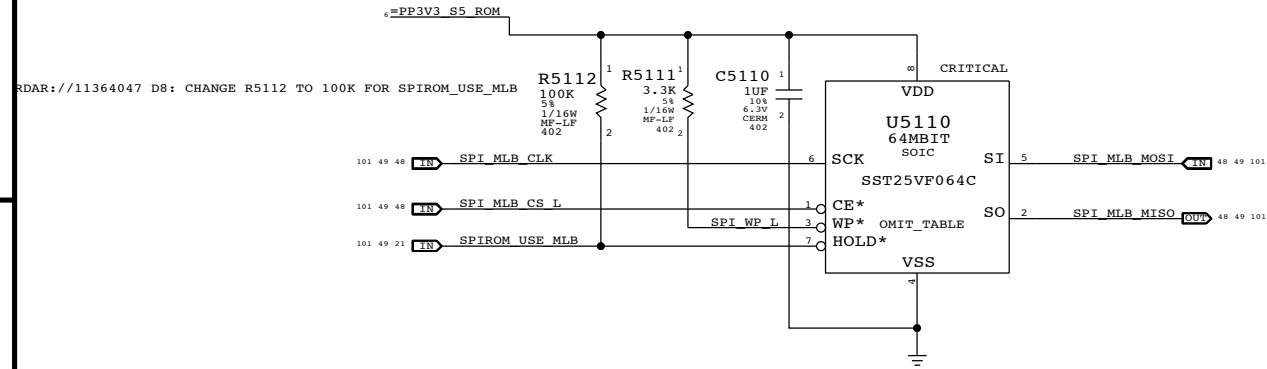 6 =PP3V3_S5_ROM
RDAR://11364047 D8: CHANGE R5112 TO 100K FOR SPIROM_USE_MLB
R5112
100K
5%
1/16W
MF-LF
402
1
2
R5111
3.3K
5%
1/16W
MF-LF
402
1
2
C5110
1UF
10%
6.3V
CERM
402
1
2
8 CRITICAL
VDD
U5110
64MBIT
SOIC
SST25VF064C
OMIT_TABLE
101 49 48 IN SPI_MLB_CLK 6 SCK
SI 5 SPI_MLB_MOSI IN 48 49 101
101 49 48 IN SPI_MLB_CS_L 1 CE*
SO 2 SPI_MLB_MISO OUT 48 49 101
SPI_WP_L 3 WP*
101 49 21 IN SPIROM_USE_MLB 7 HOLD*
VSS
4